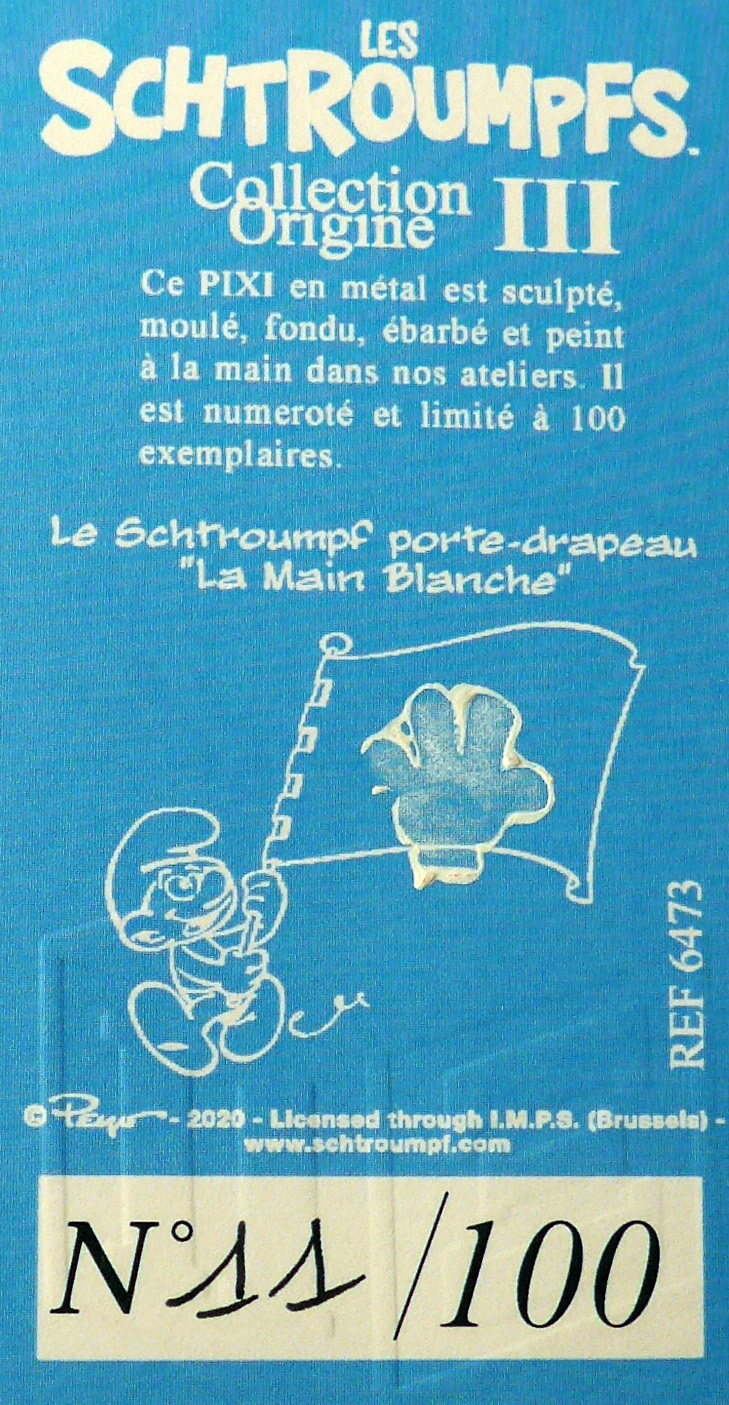 LES
SCHTROUMPFS™
Collection
Origine III
Ce PIXI en métal est sculpté,
moulé, fondu, ébarbé et peint
à la main dans nos ateliers. Il
est numeroté et limité à 100
exemplaires.
Le Schtroumpf porte-drapeau
"La Main Blanche"
REF 6473
© Peyo - 2020 - Licensed through I.M.P.S. (Brussels) -
www.schtroumpf.com
N° 11 /100